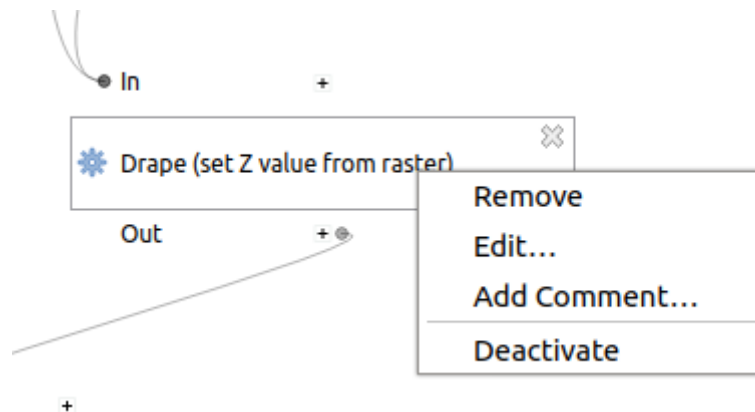 In
Drape (set Z value from raster)
Out
Remove
Edit...
Add Comment...
Deactivate